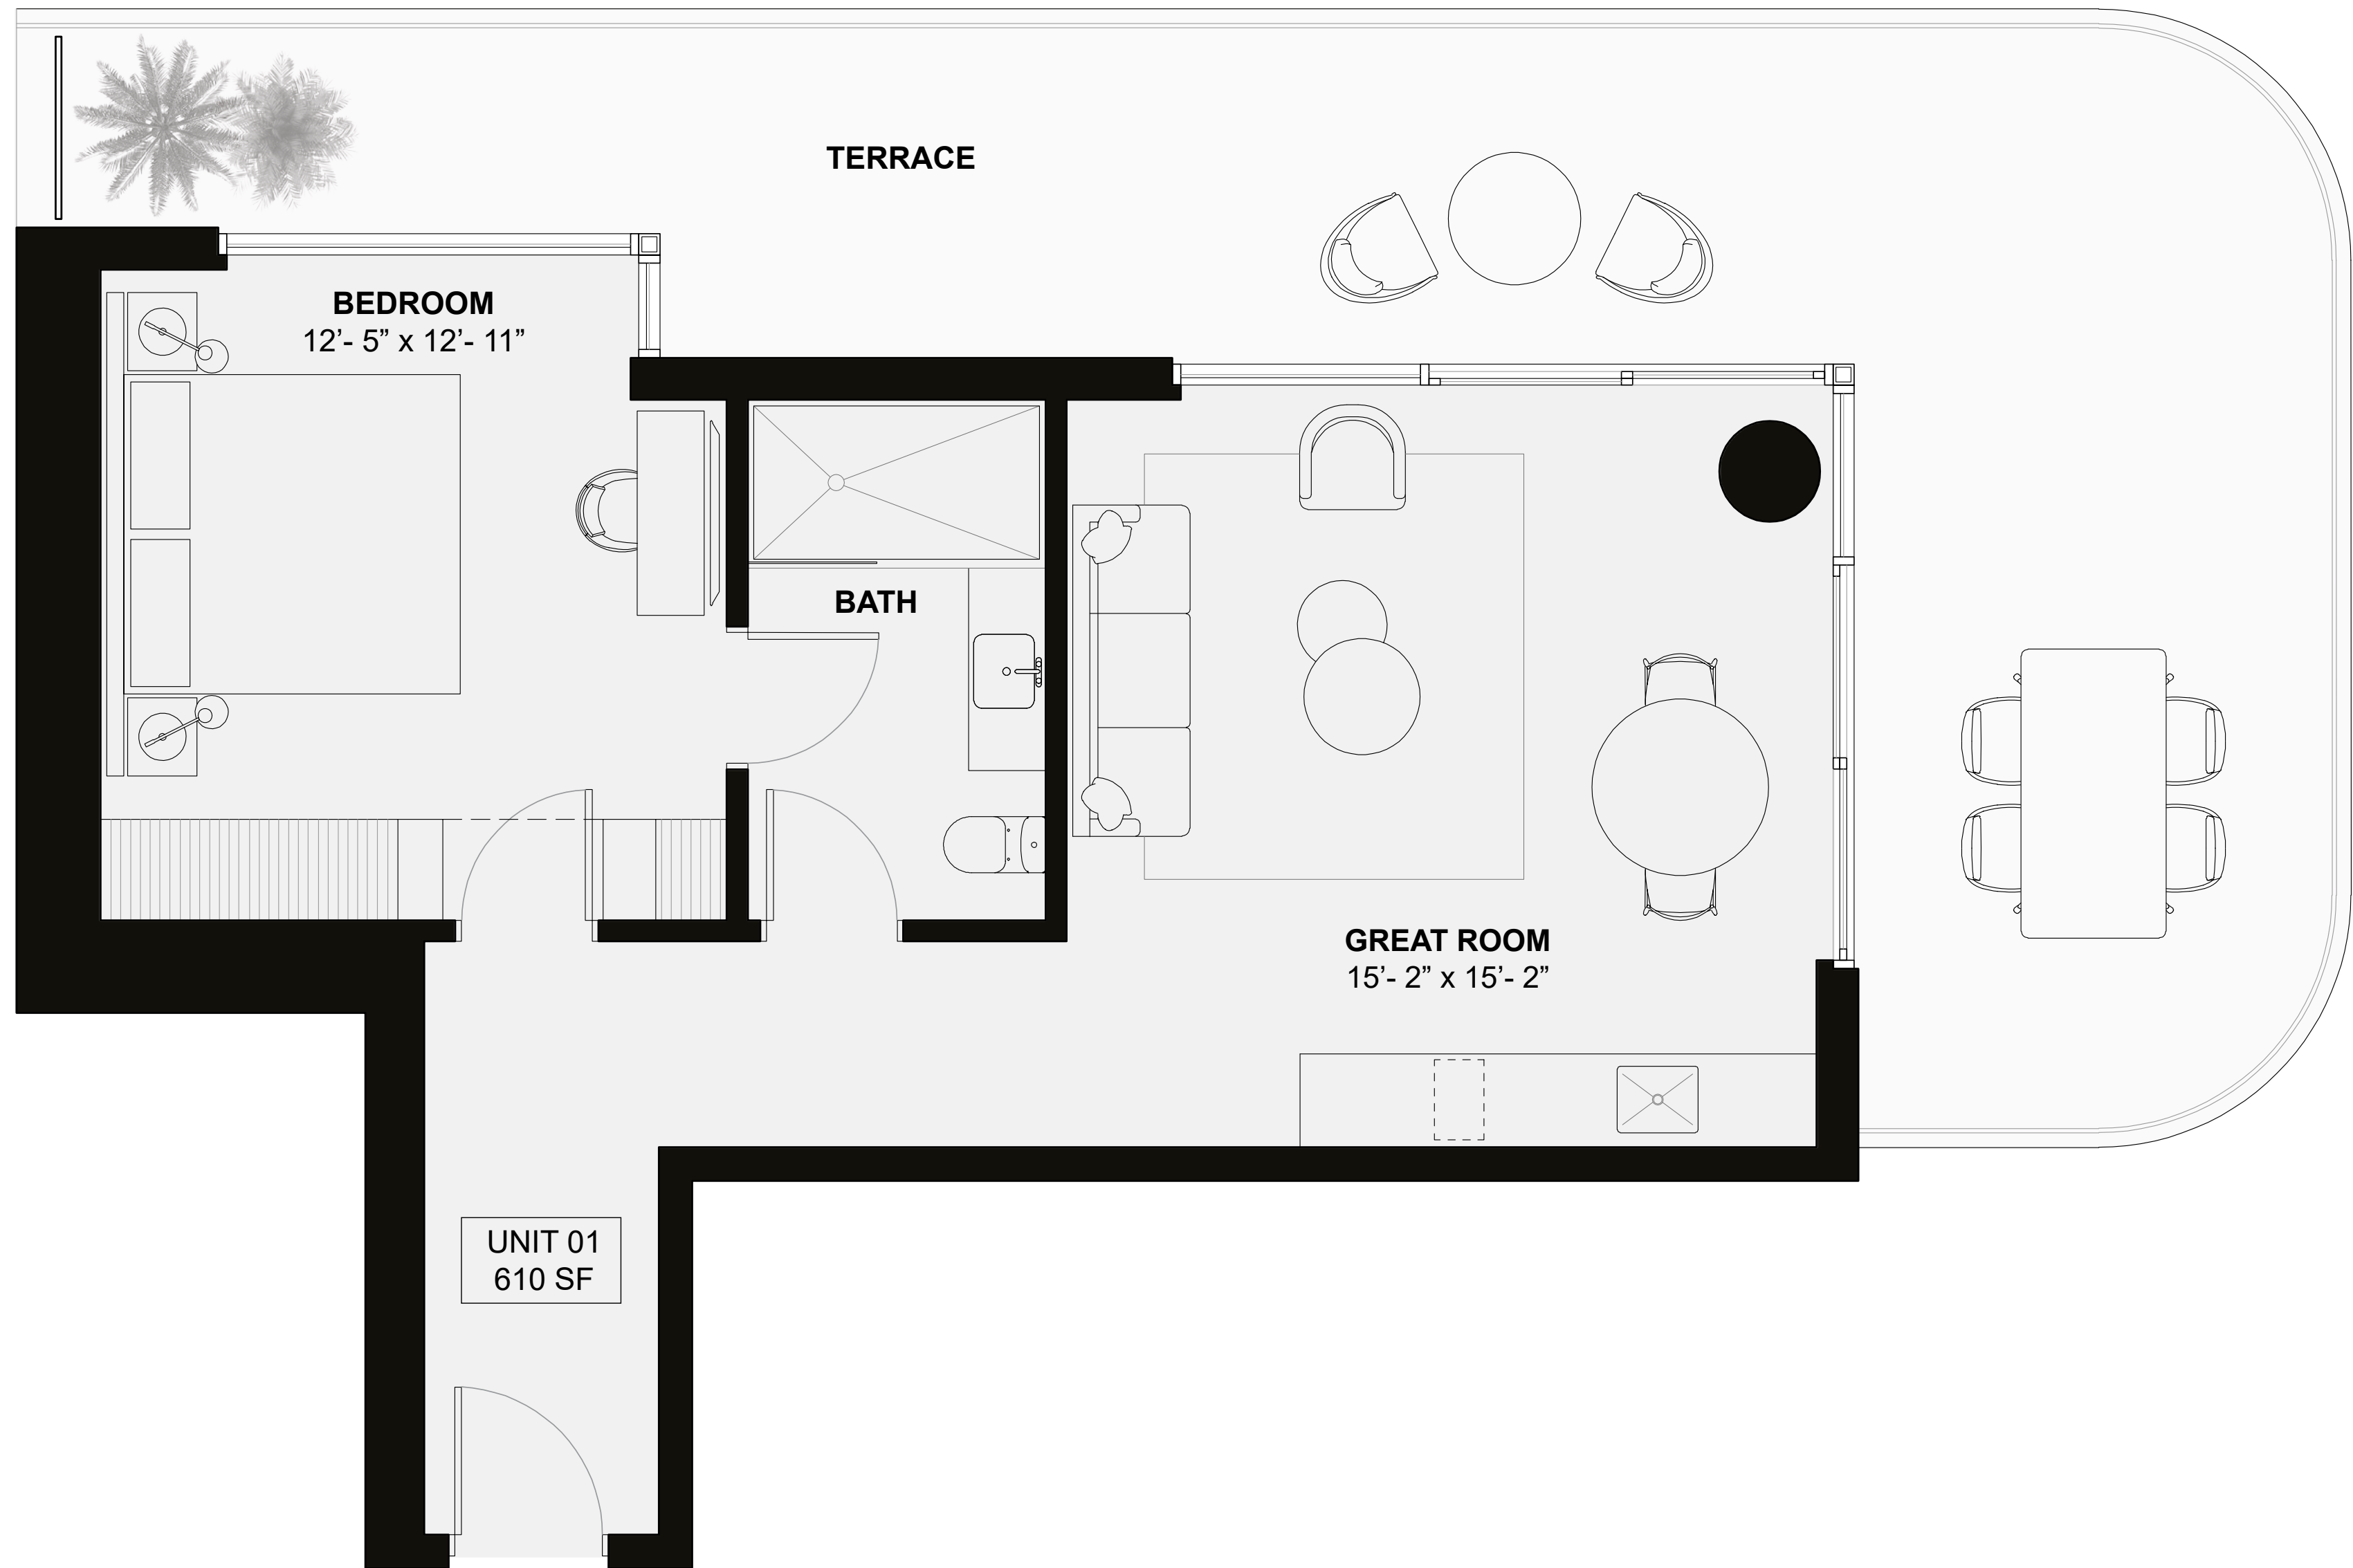 TERRACE
BEDROOM
12’- 5” x 12’- 11”
BATH
GREAT ROOM
15’- 2” x 15’- 2”
UNIT 01
610 SF